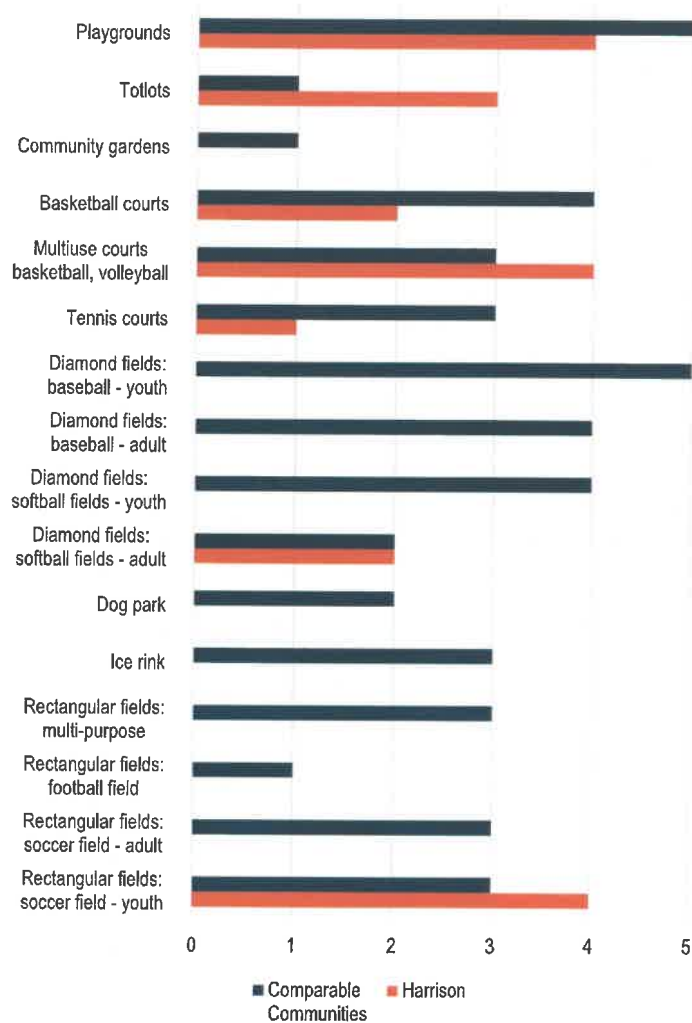 Playgrounds
Totlots
Community gardens
Basketball courts
Multiuse courts
basketball, volleyball
Tennis courts
Diamond fields:
baseball - youth
Diamond fields:
baseball - adult
Diamond fields:
softball fields - youth
Diamond fields:
softball fields - adult
Dog park
Ice rink
Rectangular fields:
multi-purpose
Rectangular fields:
football field
Rectangular fields:
soccer field - adult
Rectangular fields:
soccer field - youth
0 1 2 3 4 5
Comparable
Communities
Harrison